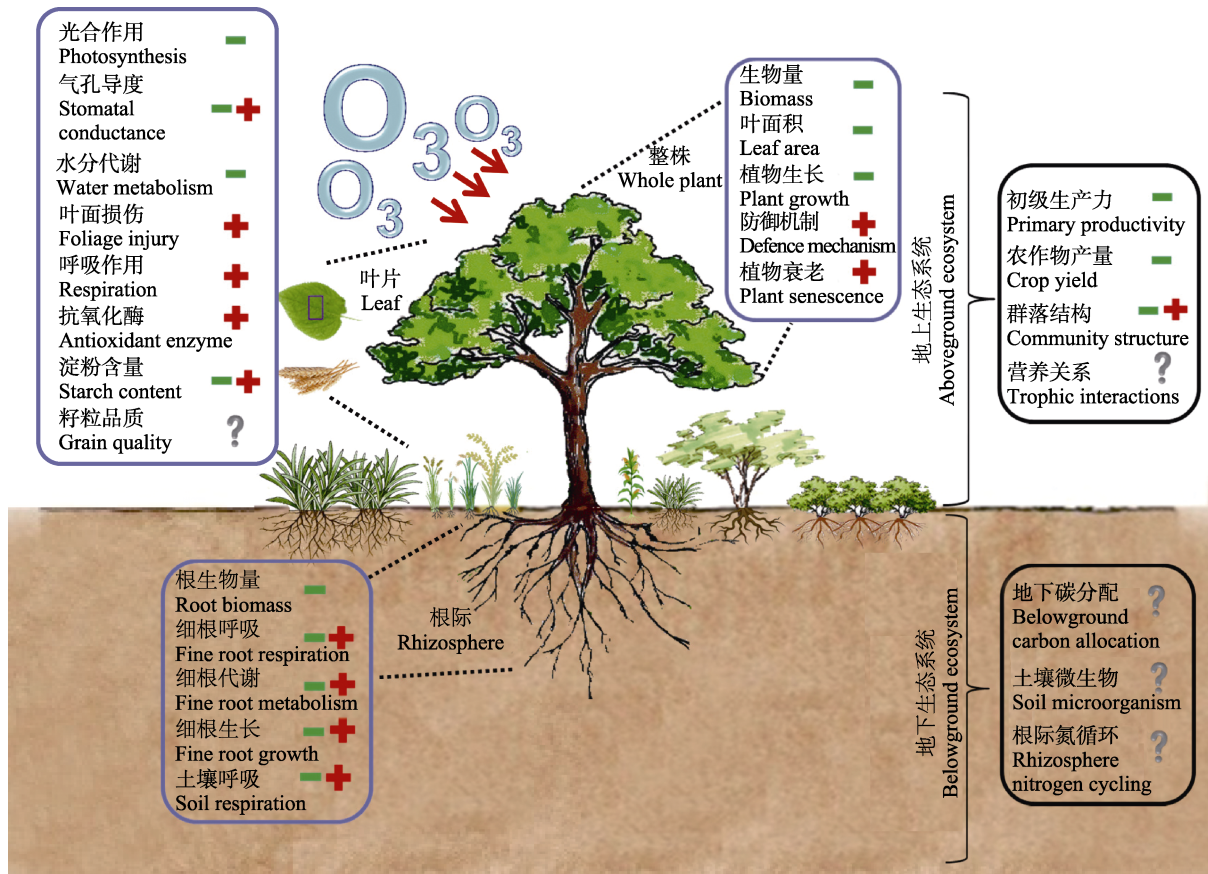 光合作用
Photosynthesis
气孔导度
Stomatal
conductance
水分代谢
Water metabolism
叶面损伤
Foliage injury
呼吸作用
Respiration
抗氧化酶
Antioxidant enzyme
淀粉含量
Starch content
籽粒品质
Grain quality
?
O3
O3
O3
叶片
Leaf
整株
Whole plant
生物量
Biomass
叶面积
Leaf area
植物生长
Plant growth
防御机制
Defence mechanism
植物衰老
Plant senescence
地上生态系统
Aboveground ecosystem
初级生产力
Primary productivity
农作物产量
Crop yield
群落结构
Community structure
营养关系
Trophic interactions
?
根生物量
Root biomass
细根呼吸
Fine root respiration
细根代谢
Fine root metabolism
细根生长
Fine root growth
土壤呼吸
Soil respiration
根际
Rhizosphere
地下生态系统
Belowground ecosystem
地下碳分配
Belowground
carbon allocation
?
土壤微生物
Soil microorganism
?
根际氮循环
Rhizosphere
nitrogen cycling
?